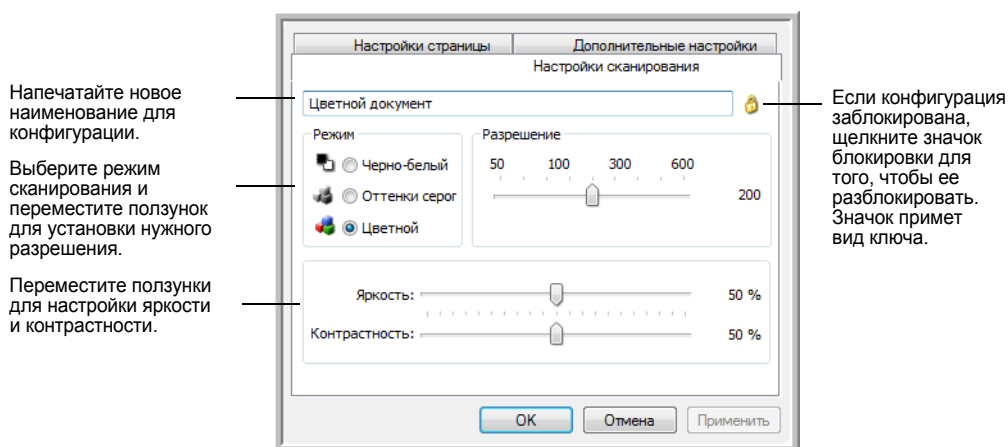 Напечатайте новое
наименование для
конфигурации.
Выберите режим
сканирования и
переместите ползунок
для установки нужного
разрешения.
Переместите ползунки
для настройки яркости
и контрастности.
Настройки страницы
Дополнительные настройки
Настройки сканирования
Цветной документ
Режим
Черно-белый
Оттенки серог
Цветной
Разрешение
50 100 300 600
200
Яркость: 50 %
Контрастность: 50 %
OK
Отмена
Применить
Если конфигурация
заблокирована,
щелкните значок
блокировки для
того, чтобы ее
разблокировать.
Значок примет
вид ключа.